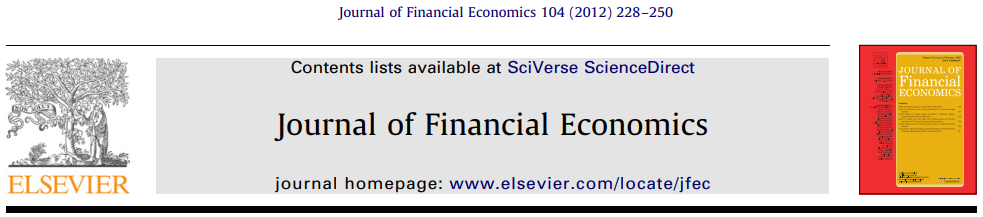 Journal of Financial Economics 104 (2012) 228–250
Contents lists available at SciVerse ScienceDirect
Journal of Financial Economics
journal homepage: www.elsevier.com/locate/jfec
ELSEVIER
JOURNAL OF
Financial
ECONOMICS